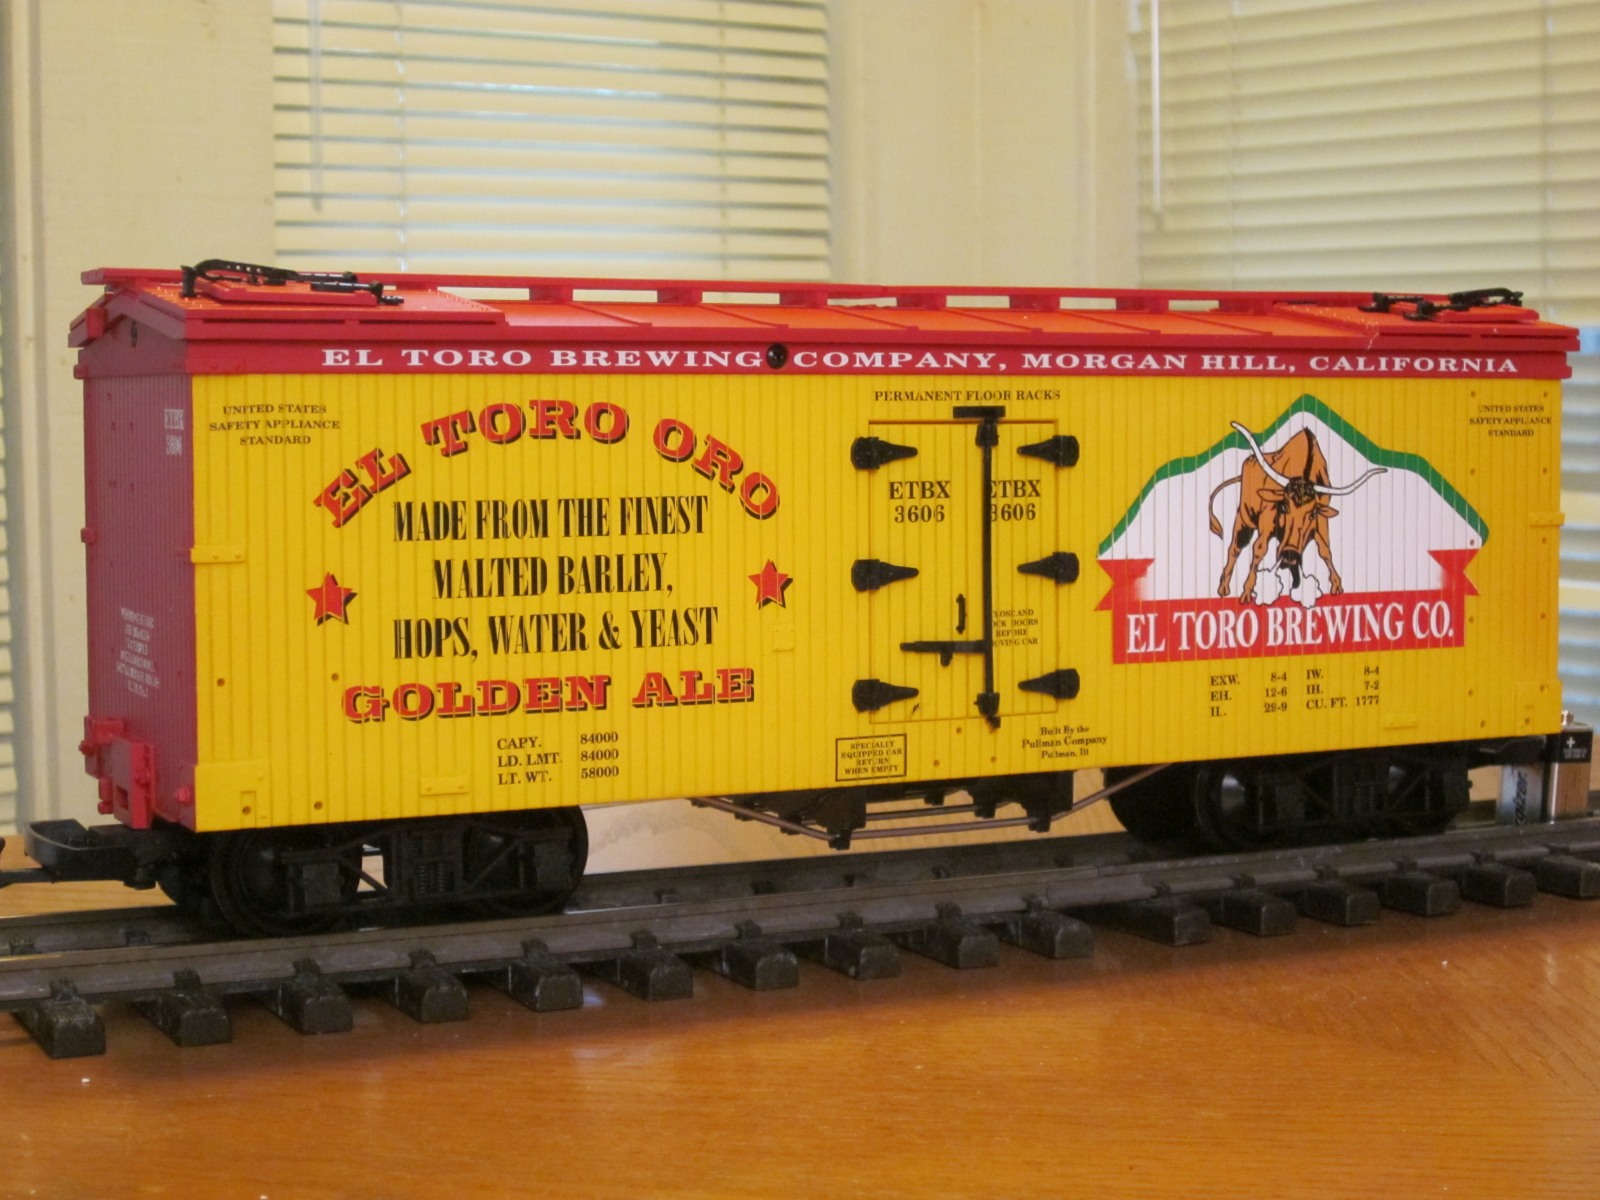 EL TORO BREWING COMPANY, MORGAN HILL, CALIFORNIA
ETBX
3606
UNITED STATES
SAFETY APPLIANCE
STANDARD
EL TORO ORO
MADE FROM THE FINEST
MALTED BARLEY,
HOPS, WATER & YEAST
GOLDEN ALE
CAPY. 84000
LD. LMT. 84000
LT. WT. 58000
PERMANENT FLOOR RACKS
ETBX ETBX
3606 3606
BEFORE
SPECIALLY
EQUIPPED CAR
RETURN
WHEN EMPTY
Built By the
Pullman Company
Pullman, Ill
UNITED STATES
SAFETY APPLIANCE
STANDARD
EL TORO BREWING CO.
EXW. 8-4 IW. 8-4
EH. 12-6 IH. 7-2
IL. 29-9 CU. FT. 1777